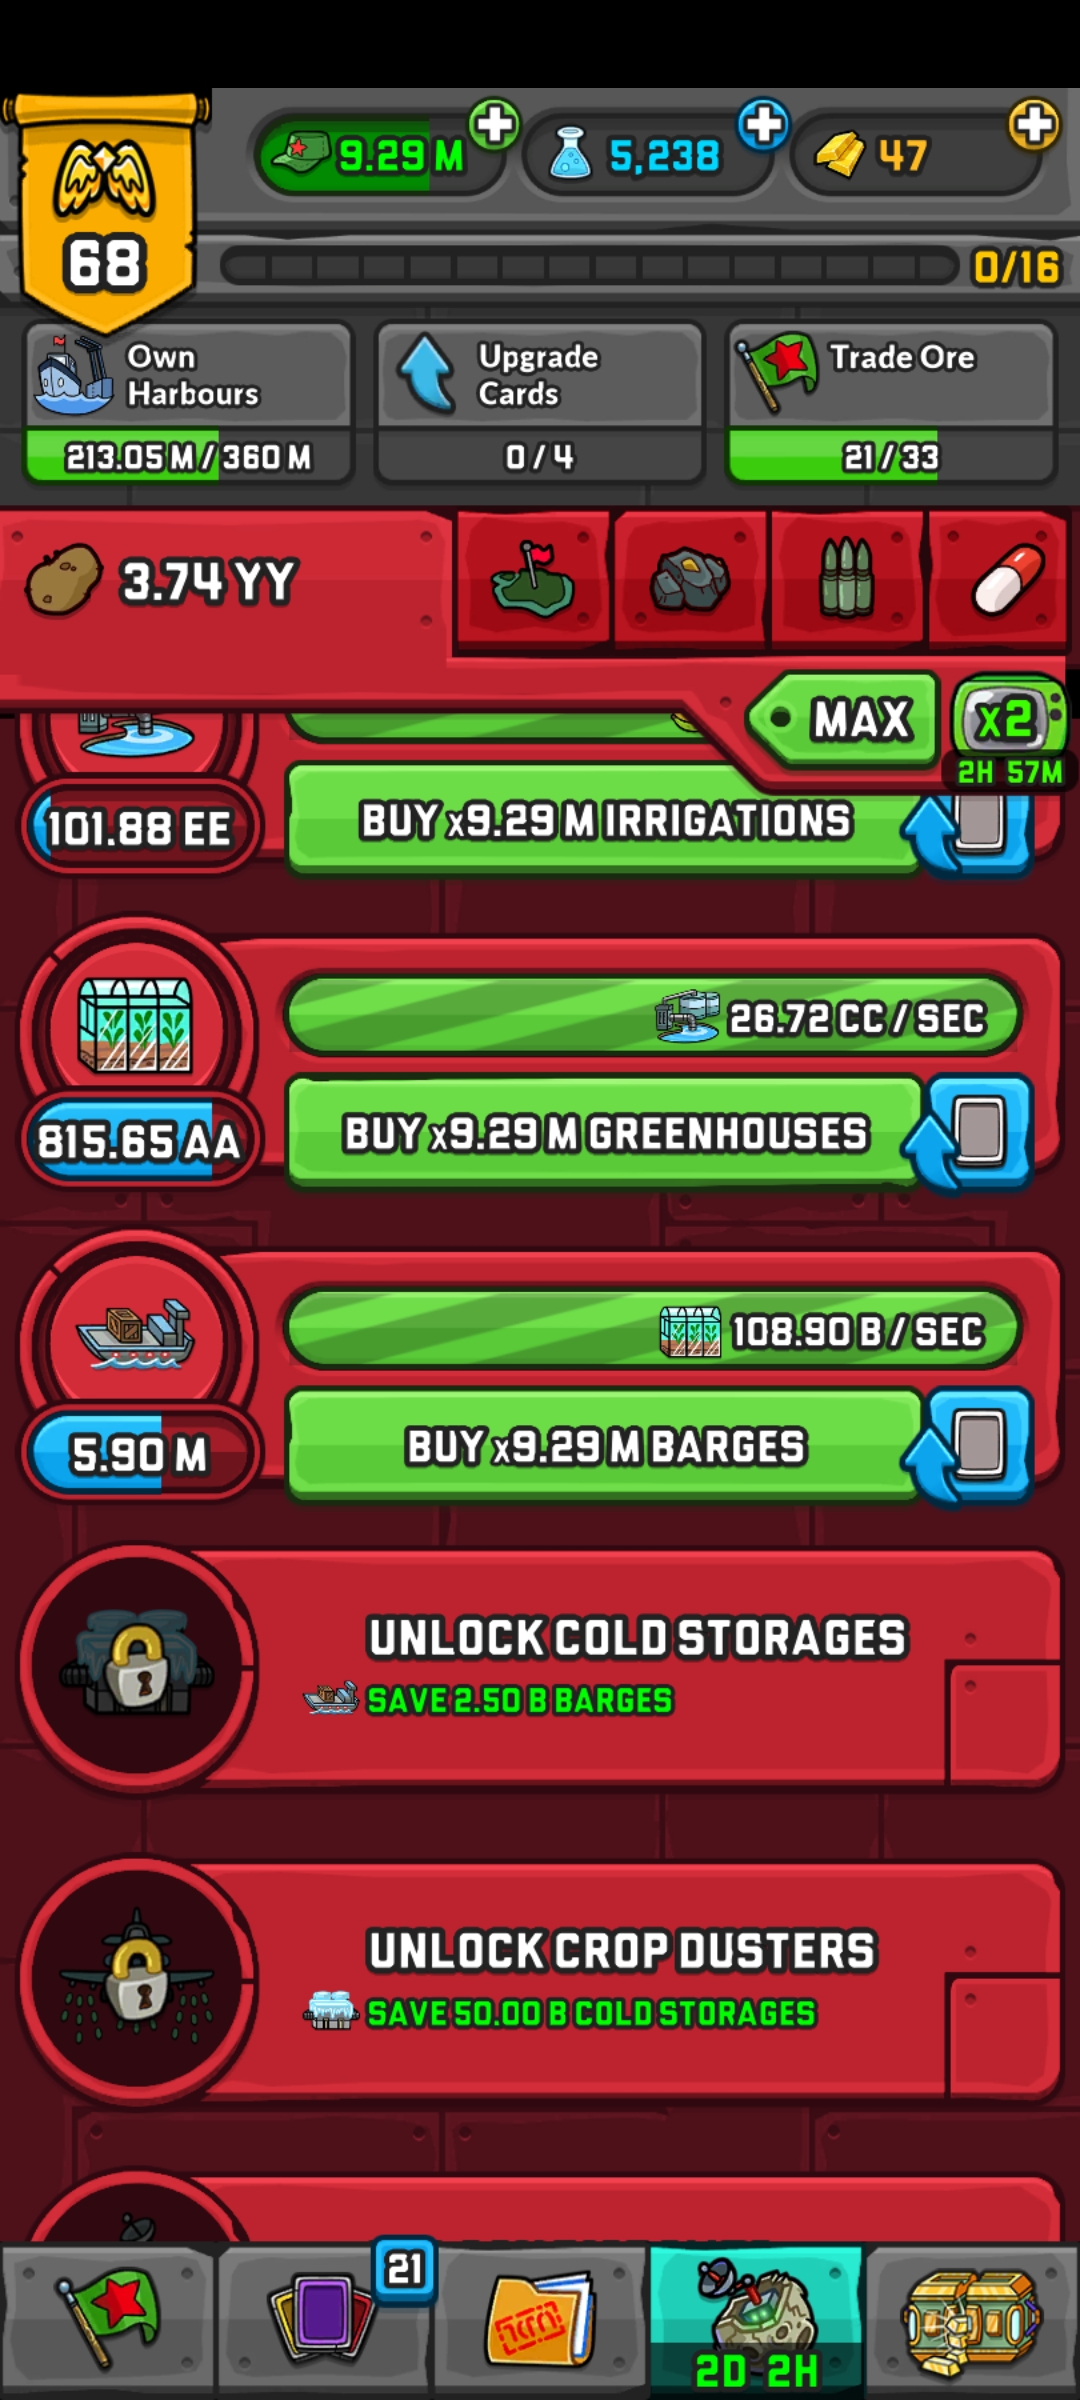 9.29 M
5,238
47
68
0/16
Own
Harbours
213.05 M / 360 M
Upgrade
Cards
0 / 4
Trade Ore
21 / 33
3.74 YY
MAX
x2
2H 57M
101.88 EE
BUY x9.29 M IRRIGATIONS
26.72 CC / SEC
815.65 AA
BUY x9.29 M GREENHOUSES
108.90 B / SEC
5.90 M
BUY x9.29 M BARGES
UNLOCK COLD STORAGES
SAVE 2.50 B BARGES
UNLOCK CROP DUSTERS
SAVE 50.00 B COLD STORAGES
21
2D 2H